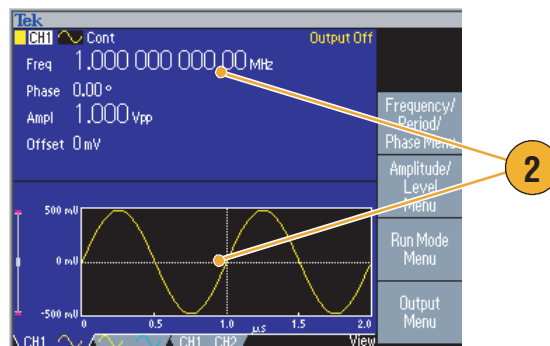 Tek
CH1 Cont Output Off
Freq 1.000 000 000 00 MHz
Phase 0.00 °
Ampl 1.000 Vpp
Offset 0 mV
Frequency/
Period/
Phase Menu
Amplitude/
Level
Menu
2
Run Mode
Menu
Output
Menu
500 mV
0 mV
-500 mV
0 0.5 1.0 1.5 2.0
µs
CH1 CH1 CH2 View